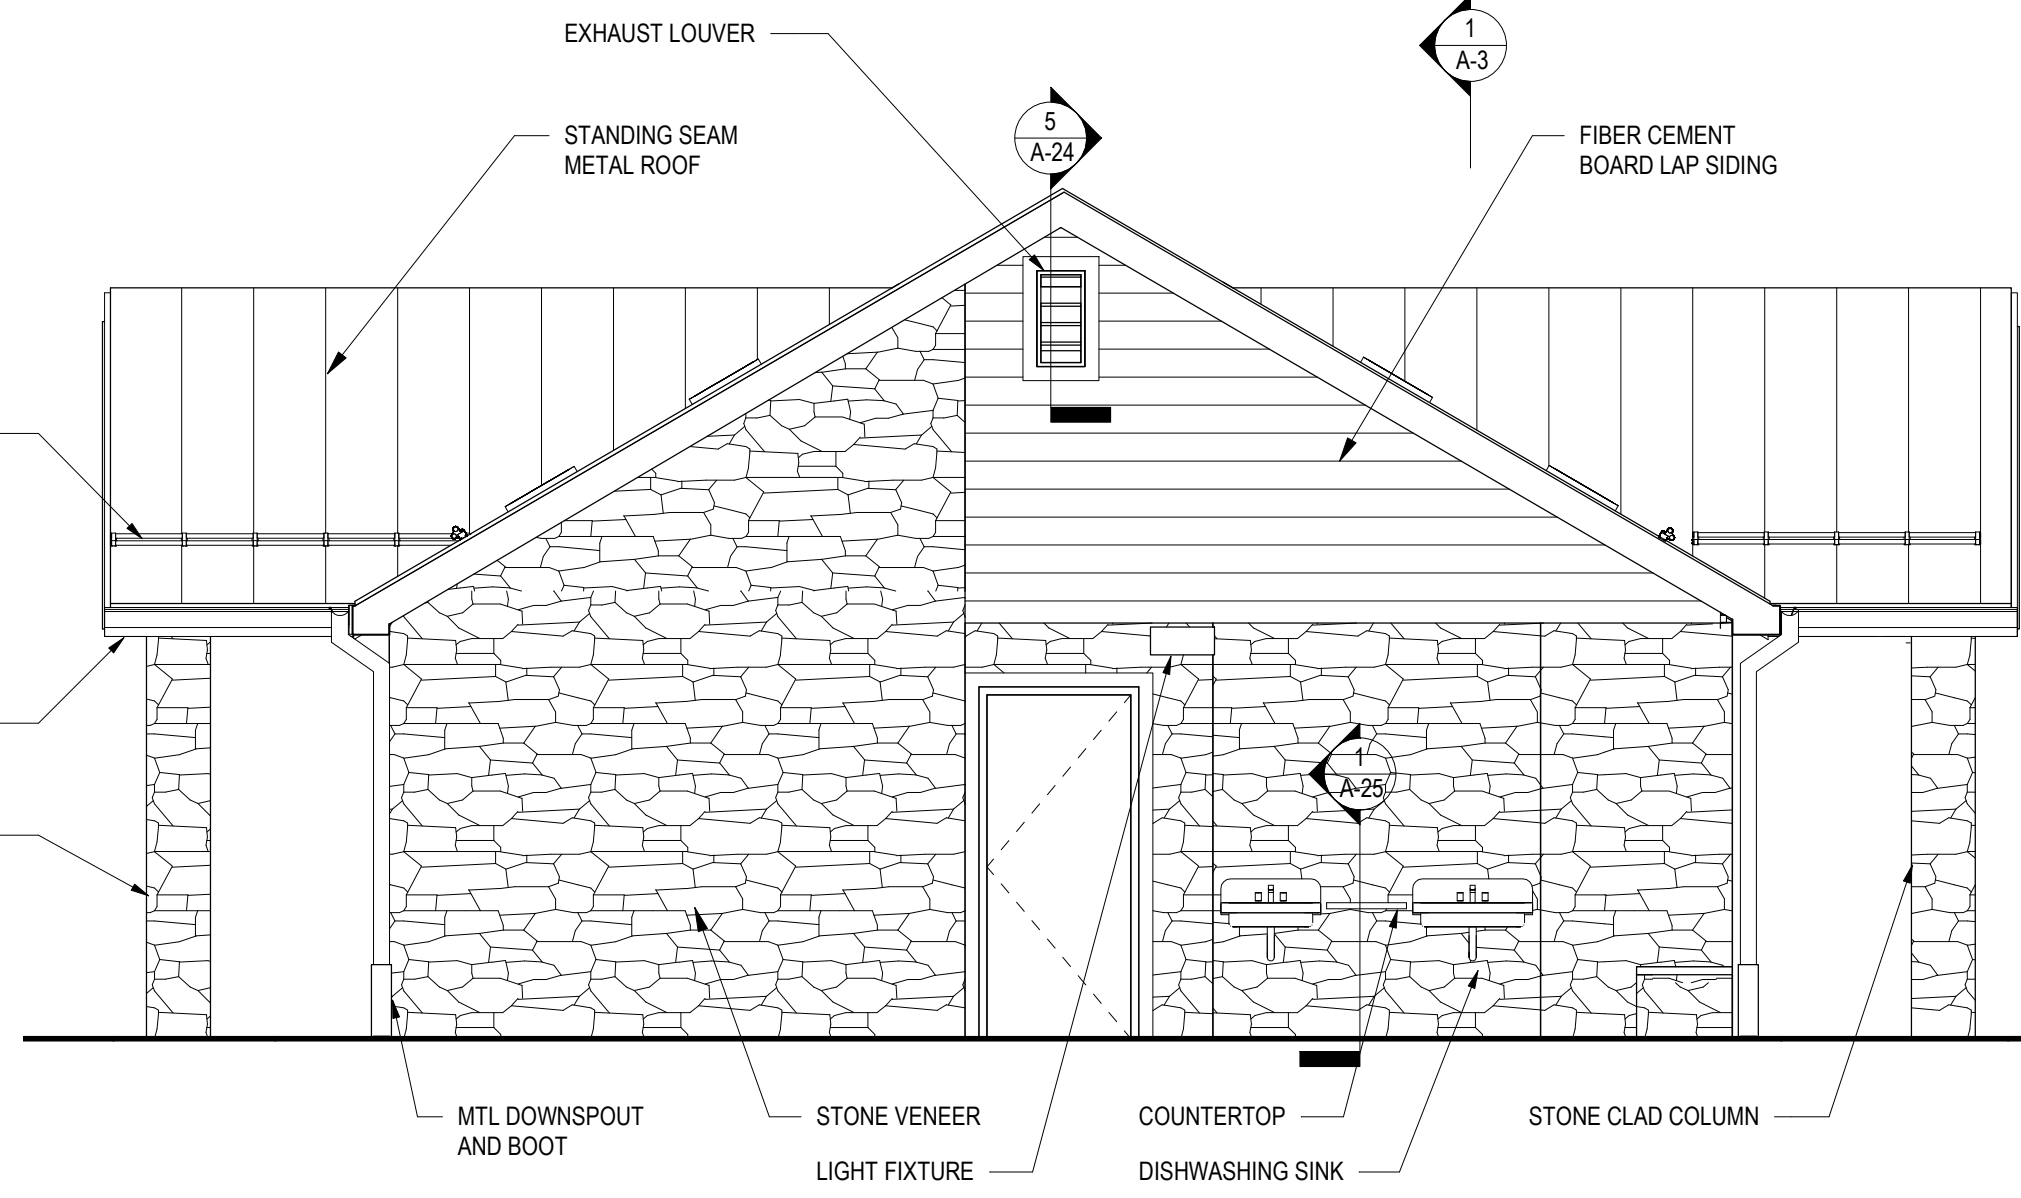 EXHAUST LOUVER
1
A-3
5
A-24
STANDING SEAM
METAL ROOF
FIBER CEMENT
BOARD LAP SIDING
1
A-25
MTL DOWNSPOUT
AND BOOT
STONE VENEER
LIGHT FIXTURE
COUNTERTOP
DISHWASHING SINK
STONE CLAD COLUMN